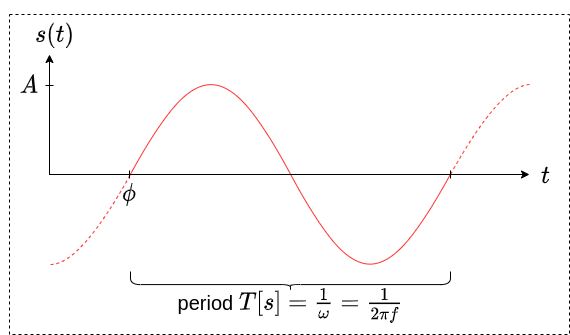 s(t)
A
t
ϕ
period T[s] = 1/ω = 1/2πf